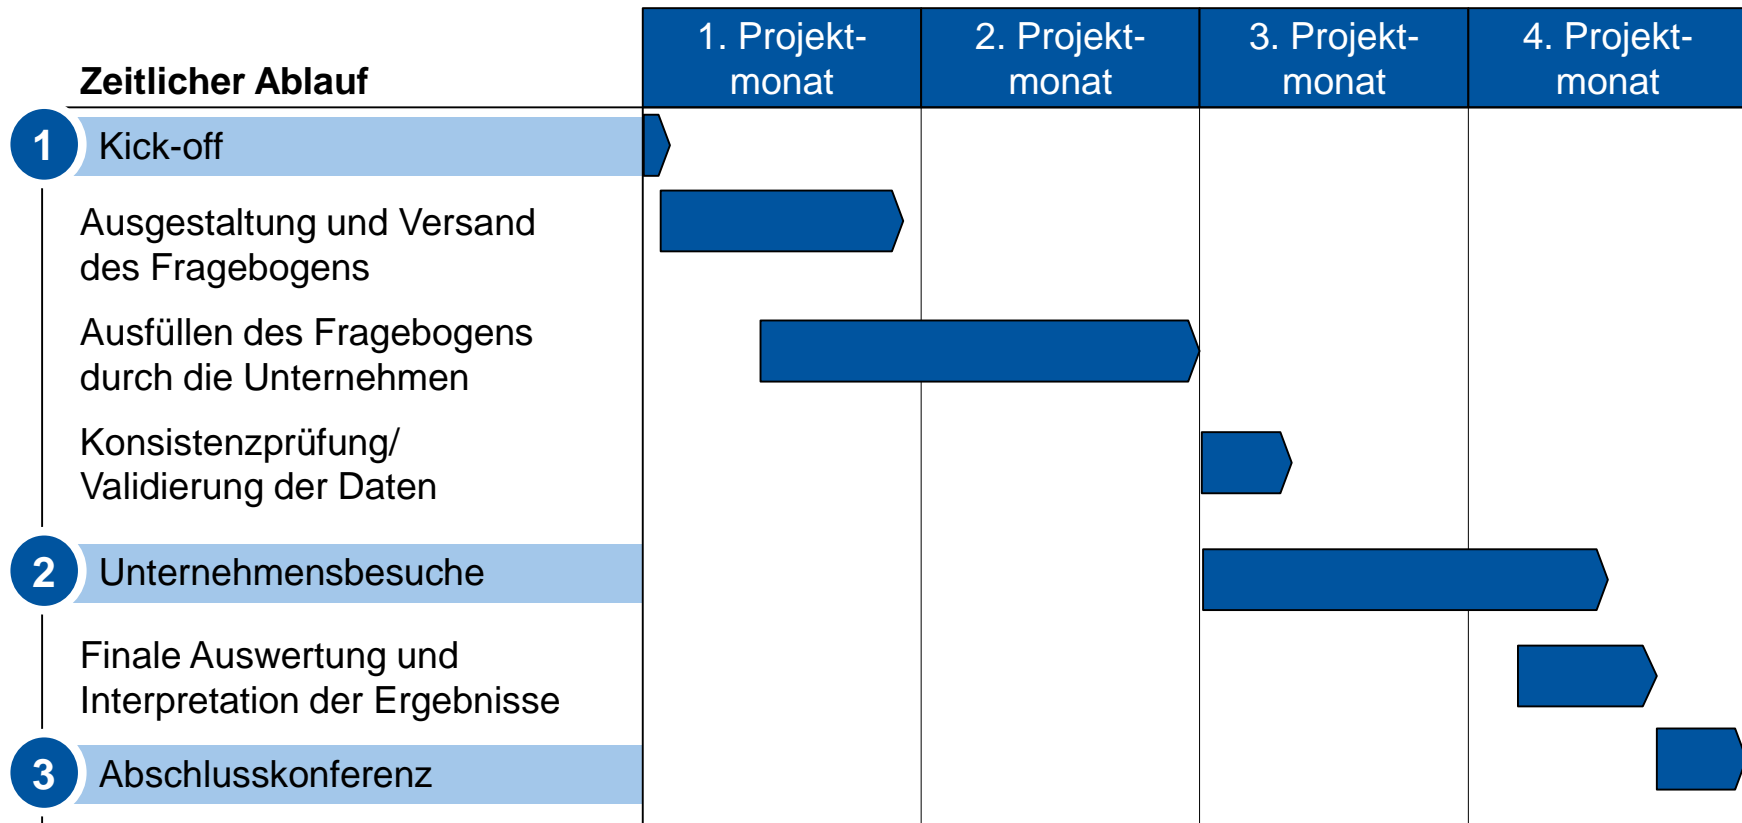 Zeitlicher Ablauf
1. Projekt-
monat
2. Projekt-
monat
3. Projekt-
monat
4. Projekt-
monat
1 Kick-off
Ausgestaltung und Versand
des Fragebogens
Ausfüllen des Fragebogens
durch die Unternehmen
Konsistenzprüfung/
Validierung der Daten
2 Unternehmensbesuche
Finale Auswertung und
Interpretation der Ergebnisse
3 Abschlusskonferenz